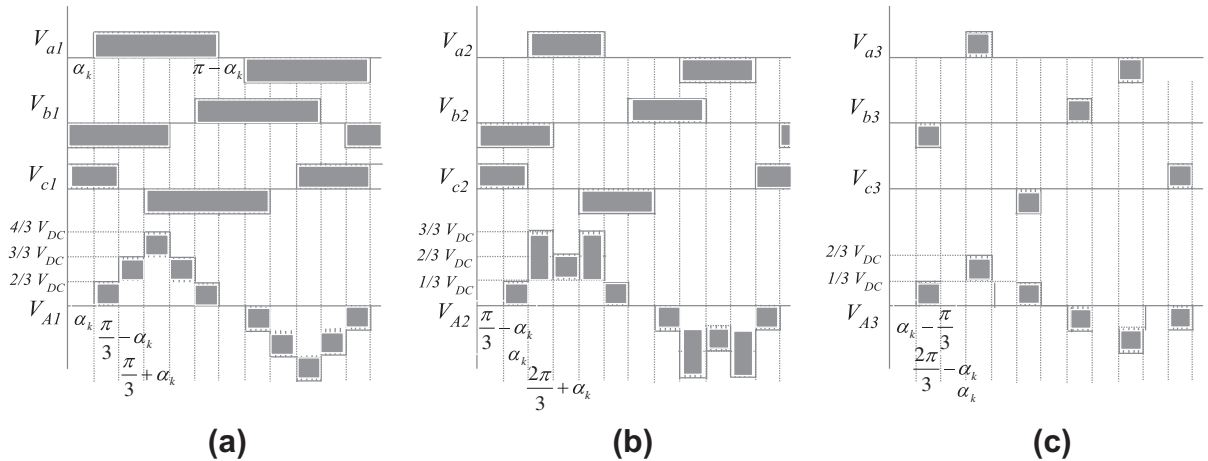 V_{a1}
α_k
π − α_k
V_{b1}
V_{c1}
4/3 V_{DC}
3/3 V_{DC}
2/3 V_{DC}
V_{A1}
α_k
π/3 − α_k
π/3 + α_k
(a)
V_{a2}
V_{b2}
V_{c2}
3/3 V_{DC}
2/3 V_{DC}
1/3 V_{DC}
V_{A2}
π/3 − α_k
α_k
2π/3 + α_k
(b)
V_{a3}
V_{b3}
V_{c3}
2/3 V_{DC}
1/3 V_{DC}
V_{A3}
α_k − π/3
2π/3 − α_k
α_k
(c)